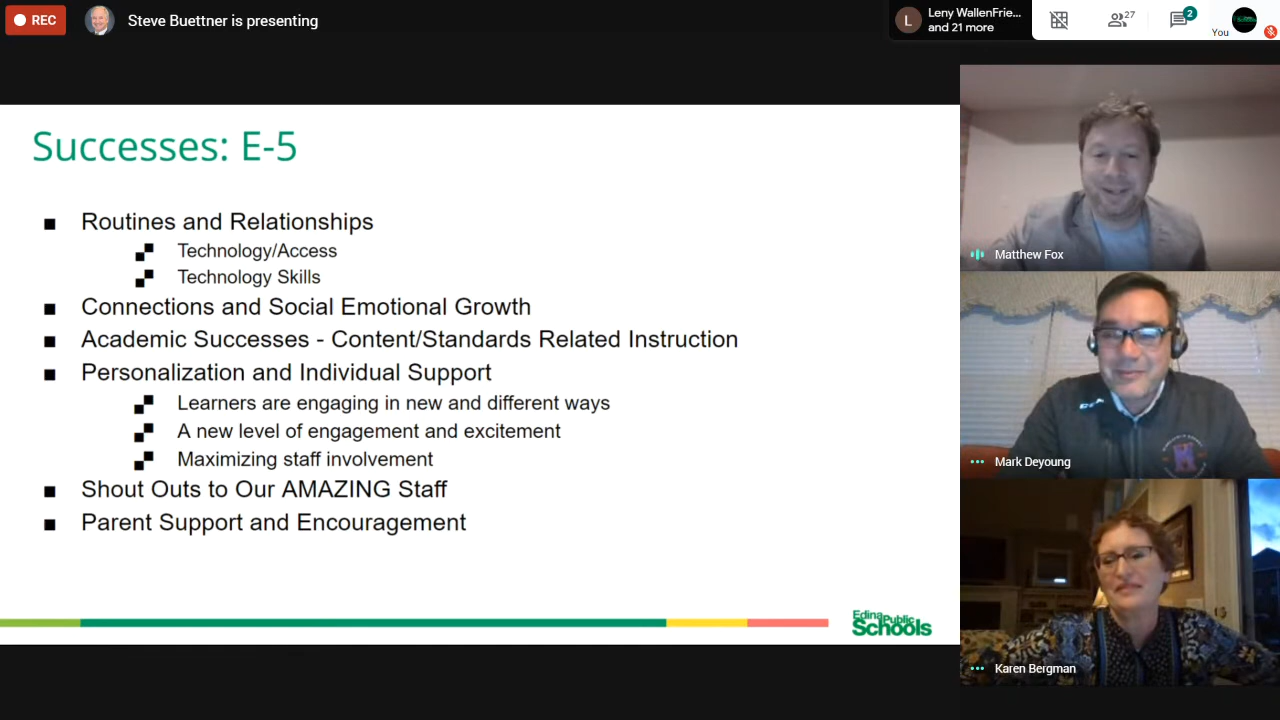 REC
Steve Buettner is presenting
L
Leny WallenFrie...
and 21 more
27
2
You
Successes: E-5
Routines and Relationships
Technology/Access
Technology Skills
Connections and Social Emotional Growth
Academic Successes - Content/Standards Related Instruction
Personalization and Individual Support
Learners are engaging in new and different ways
A new level of engagement and excitement
Maximizing staff involvement
Shout Outs to Our AMAZING Staff
Parent Support and Encouragement
Edina Public
Schools
Matthew Fox
Mark Deyoung
Karen Bergman